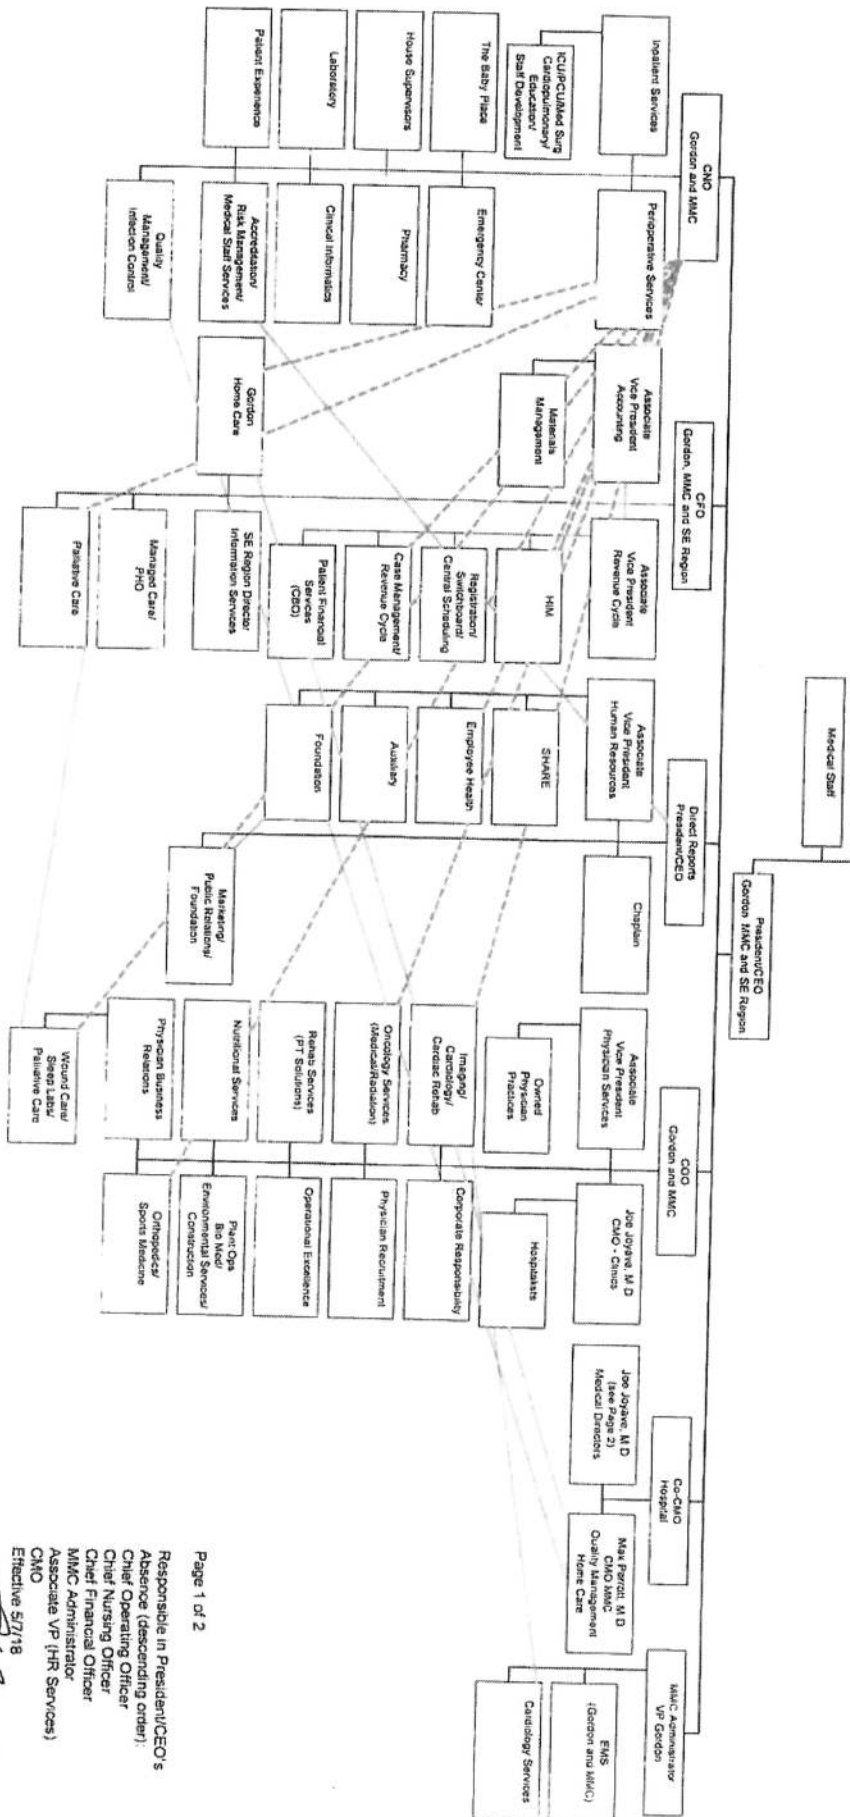 Medical Staff
President/CEO
Gordon MMC and SE Region
CNO
Gordon and MMC
Inpatient Services
ICU/PCU/Med Surg
Cardiopulmonary/
Education/
Staff Development
The Baby Place
House Supervisors
Laboratory
Patient Experience
Perioperative Services
Emergency Center
Pharmacy
Clinical Informatics
Accreditation/
Risk Management/
Medical Staff Services
Quality
Management/
Infection Control
CFO
Gordon, MMC and SE Region
Associate
Vice President
Accounting
Materials
Management
Gordon
Home Care
Associate
Vice President
Revenue Cycle
HIM
Registration/
Switchboard/
Central Scheduling
Case Management/
Revenue Cycle
Patient Financial
Services
(CBO)
SE Region Director
Information Services
Managed Care/
PHO
Palliative Care
Direct Reports
President/CEO
Associate
Vice President
Human Resources
SHARE
Employee Health
Auxiliary
Foundation
Chaplain
Marketing/
Public Relations/
Foundation
COO
Gordon and MMC
Associate
Vice President
Physician Services
Owned
Physician
Practices
Imaging/
Cardiology/
Cardiac Rehab
Oncology Services
(Medical/Radiation)
Rehab Services
(PT Solutions)
Nutritional Services
Physician Business
Relations
Wound Care/
Sleep Labs/
Palliative Care
Joe Joyave, M D
CMO - Clinics
Hospitalists
Corporate Responsibility
Physician Recruitment
Operational Excellence
Plant Ops
Bio Med/
Environmental Services/
Construction
Orthopedics/
Sports Medicine
Co-CMO
Hospital
Joe Joyave, M D
(see Page 2)
Medical Directors
Max Parrott, M D
CMO MMC
Quality Management
Home Care
MMC Administrator
VP Gordon
EMS
(Gordon and MMC)
Cardiology Services
Page 1 of 2
Responsible in President/CEO's
Absence (descending order):
Chief Operating Officer
Chief Nursing Officer
Chief Financial Officer
MMC Administrator
Associate VP (HR Services)
CMO
Effective 5/7/18